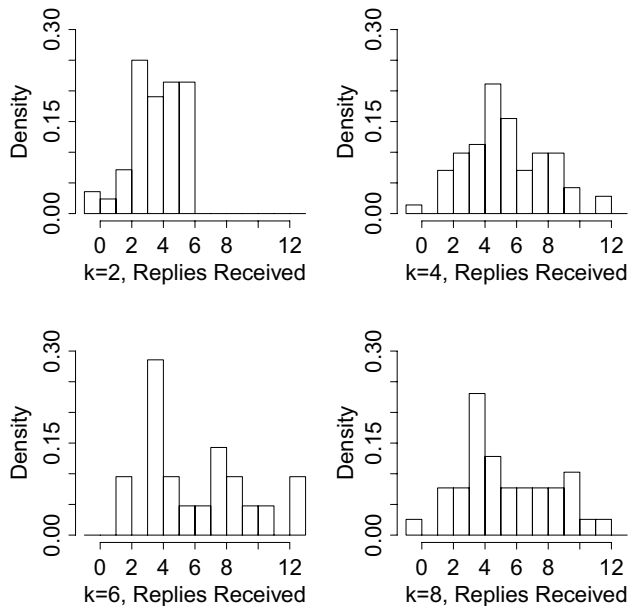 0.30
0.15
0.00
Density
0 2 4 6 8 12
k=2, Replies Received
0.30
0.15
0.00
Density
0 2 4 6 8 12
k=4, Replies Received
0.30
0.15
0.00
Density
0 2 4 6 8 12
k=6, Replies Received
0.30
0.15
0.00
Density
0 2 4 6 8 12
k=8, Replies Received